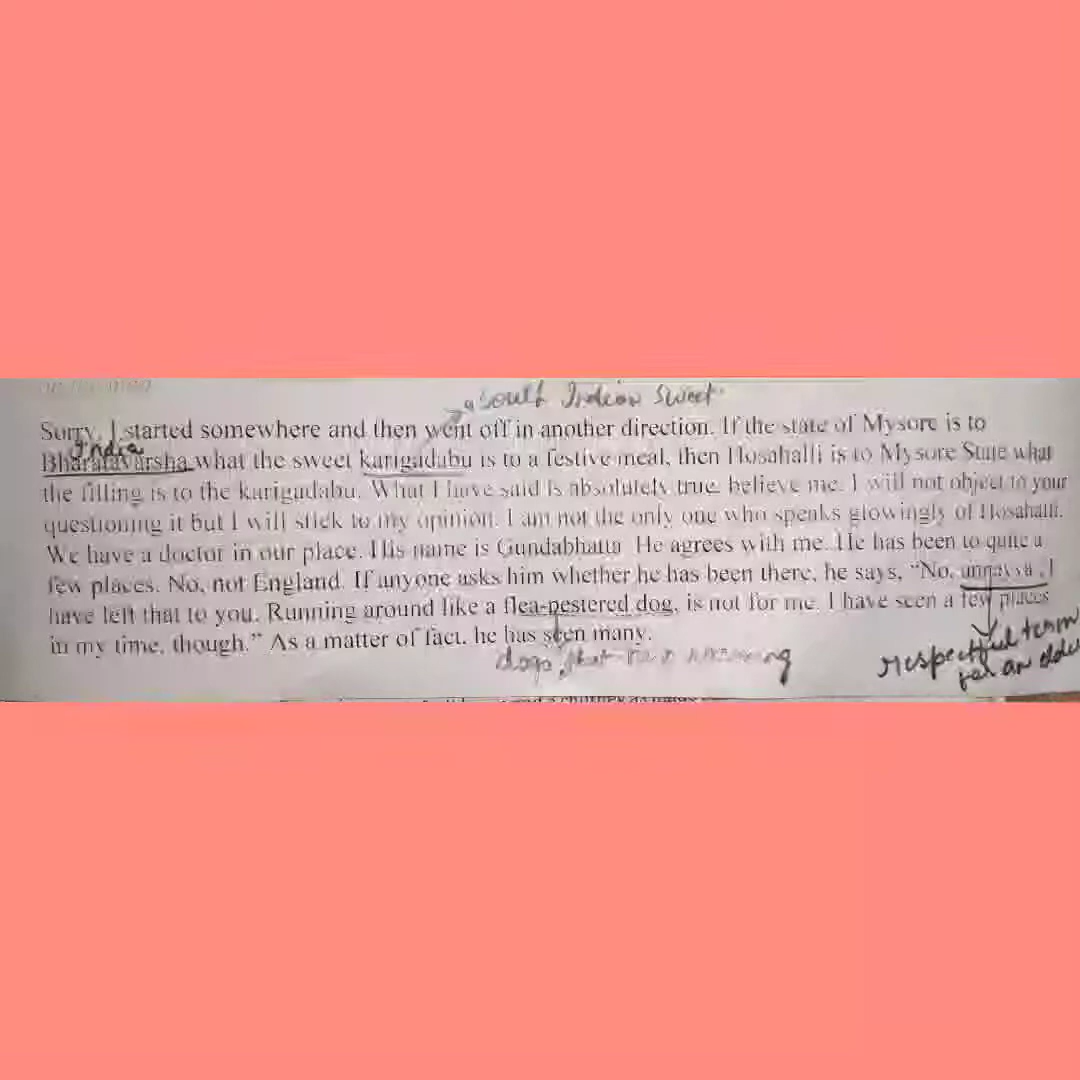 a South Indian Sweet
Sorry, I started somewhere and then went off in another direction. If the state of Mysore is to
India
Bharatavarsha what the sweet karigadabu is to a festive meal, then Hosahalli is to Mysore State what
the filling is to the karigadabu. What I have said is absolutely true, believe me. I will not object to your
questioning it but I will stick to my opinion. I am not the only one who speaks glowingly of Hosahalli.
We have a doctor in our place. His name is Gundabhatta. He agrees with me. He has been to quite a
few places. No, not England. If anyone asks him whether he has been there, he says, "No, annayya, I
have left that to you. Running around like a flea-pestered dog, is not for me. I have seen a few places
in my time, though." As a matter of fact, he has seen many.
dogs that
respectful term
for an